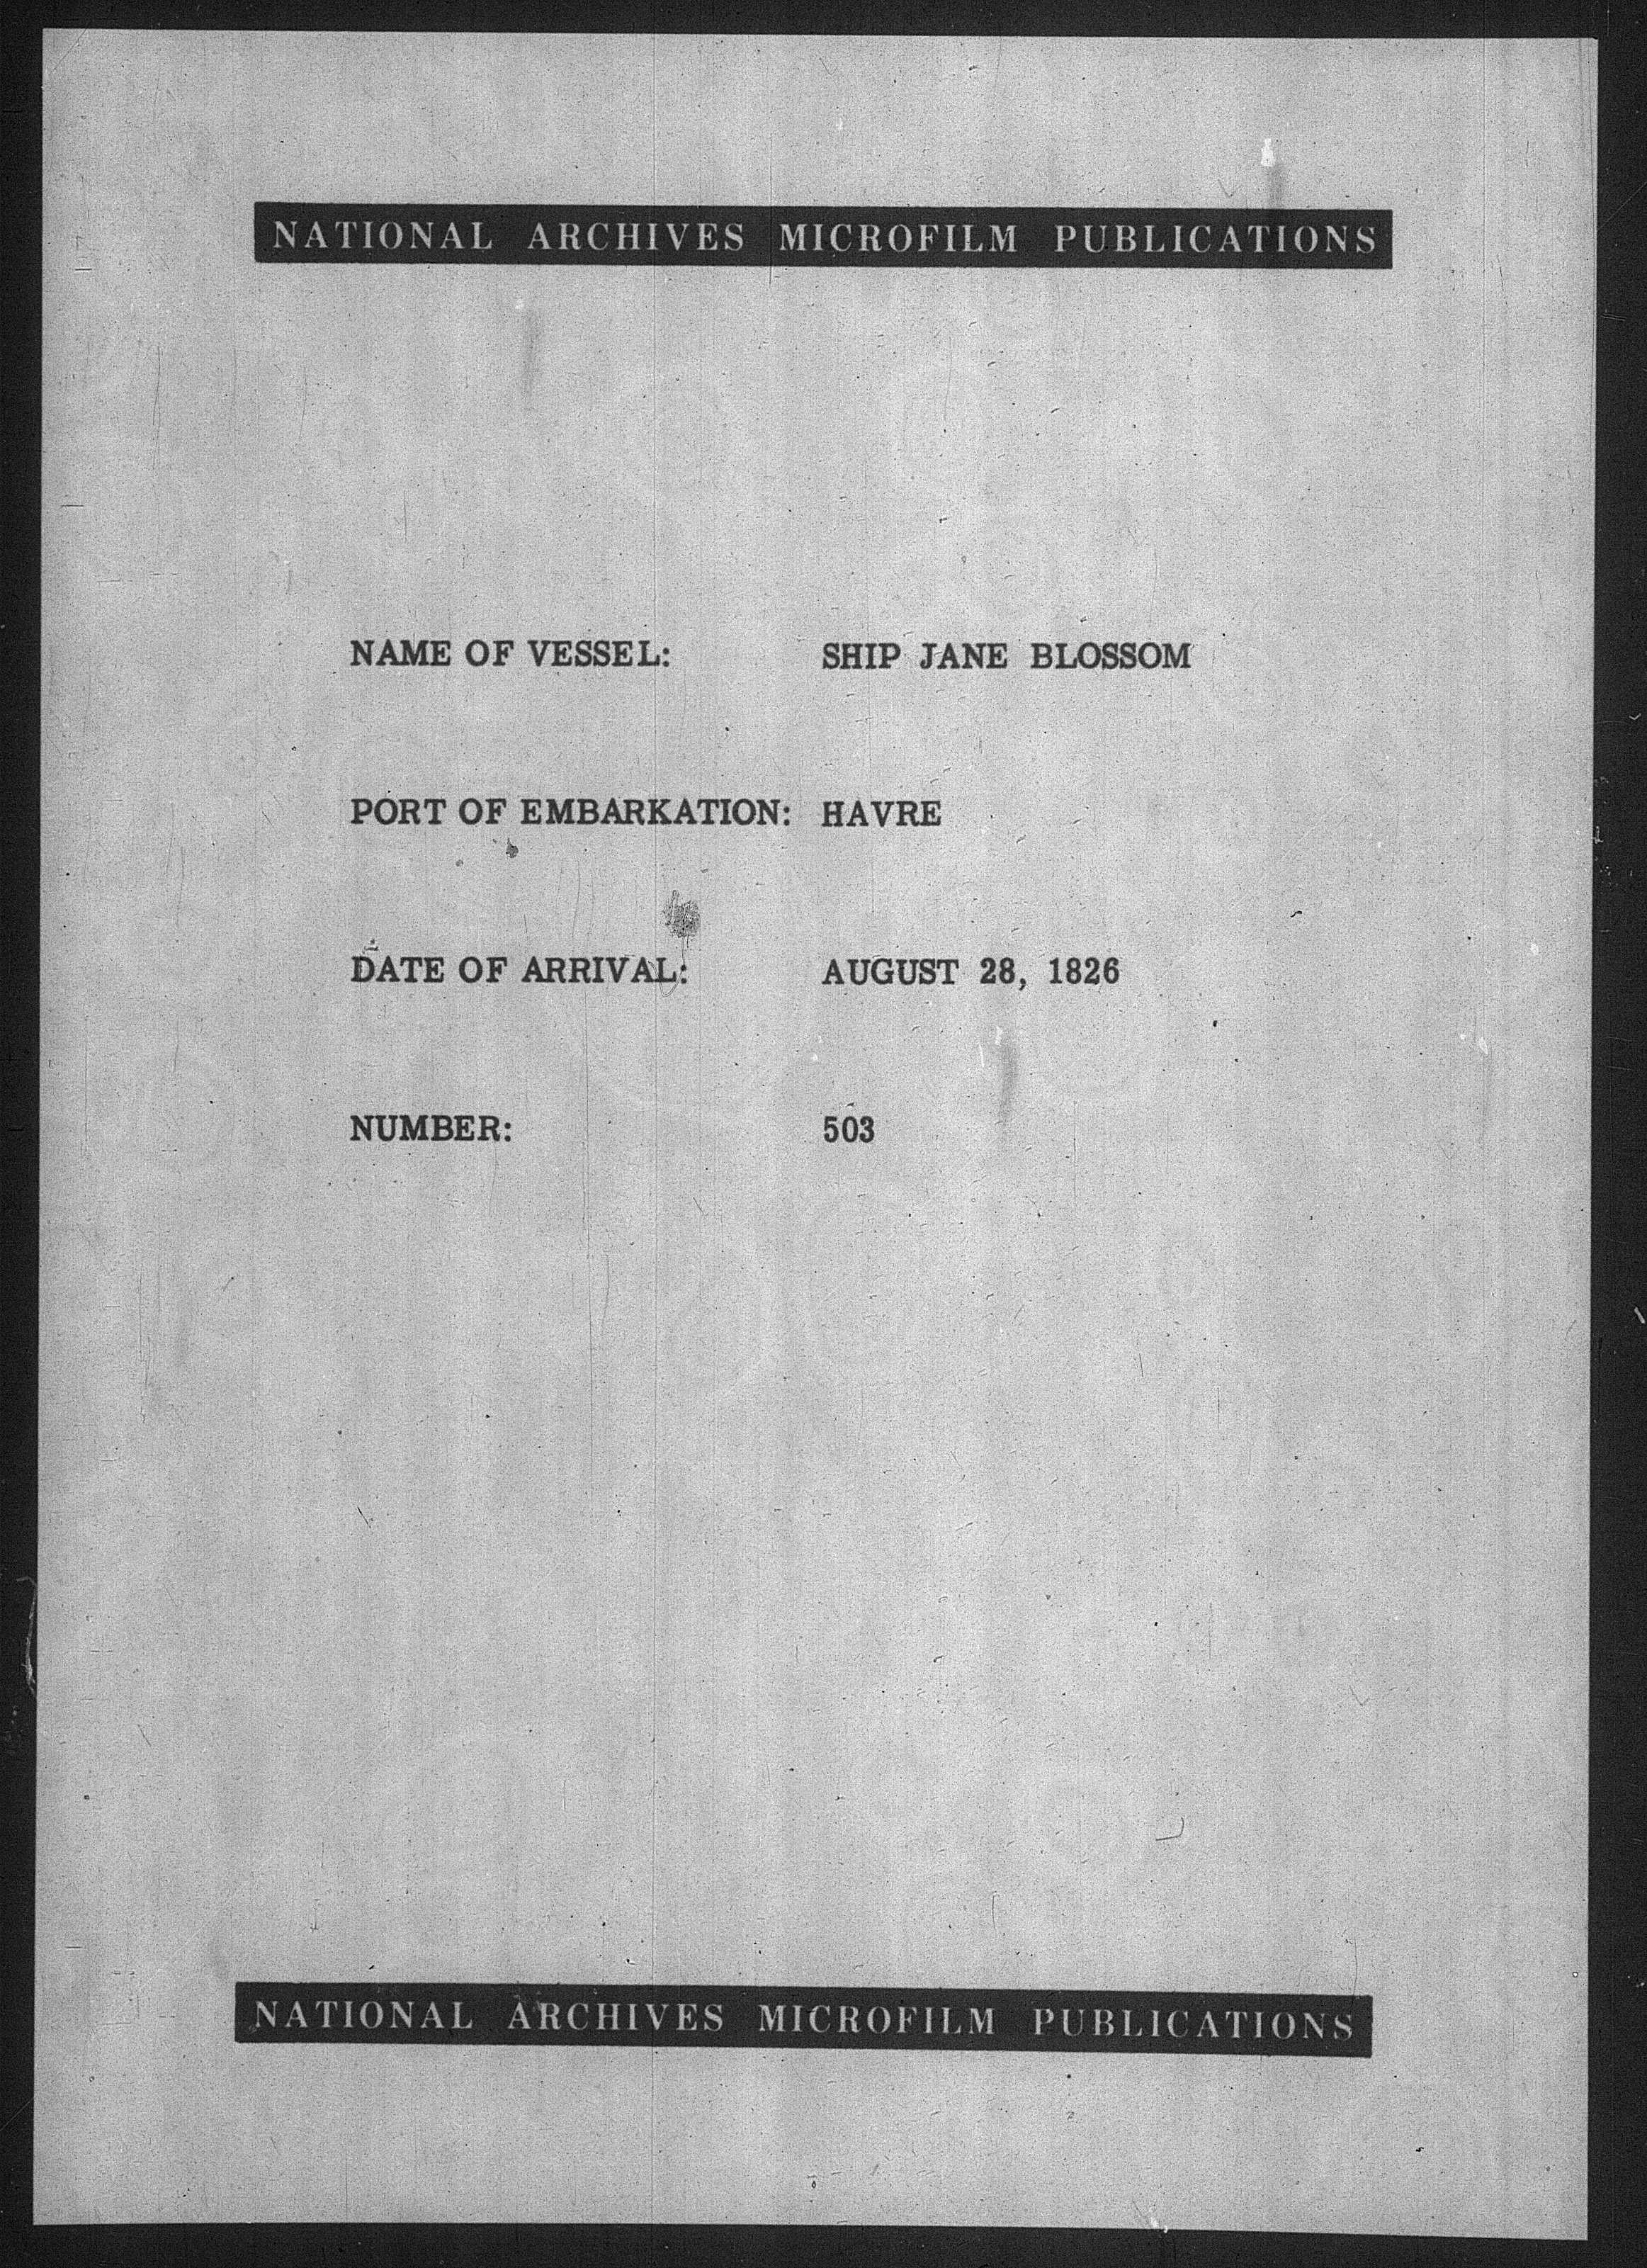 NATIONAL ARCHIVES MICROFILM PUBLICATIONS
NAME OF VESSEL: SHIP JANE BLOSSOM
PORT OF EMBARKATION: HAVRE
DATE OF ARRIVAL: AUGUST 28, 1826
NUMBER: 503
NATIONAL ARCHIVES MICROFILM PUBLICATIONS